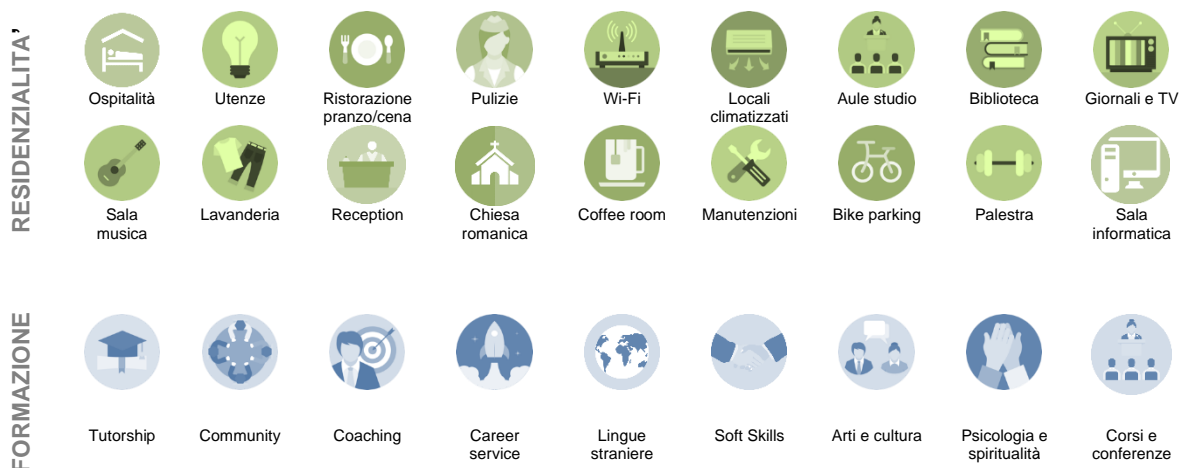 RESIDENZIALITA'
Ospitalità
Utenze
Ristorazione
pranzo/cena
Pulizie
Wi-Fi
Locali
climatizzati
Aule studio
Biblioteca
Giornali e TV
Sala
musica
Lavanderia
Reception
Chiesa
romanica
Coffee room
Manutenzioni
Bike parking
Palestra
Sala
informatica
FORMAZIONE
Tutorship
Community
Coaching
Career
service
Lingue
straniere
Soft Skills
Arti e cultura
Psicologia e
spiritualità
Corsi e
conferenze